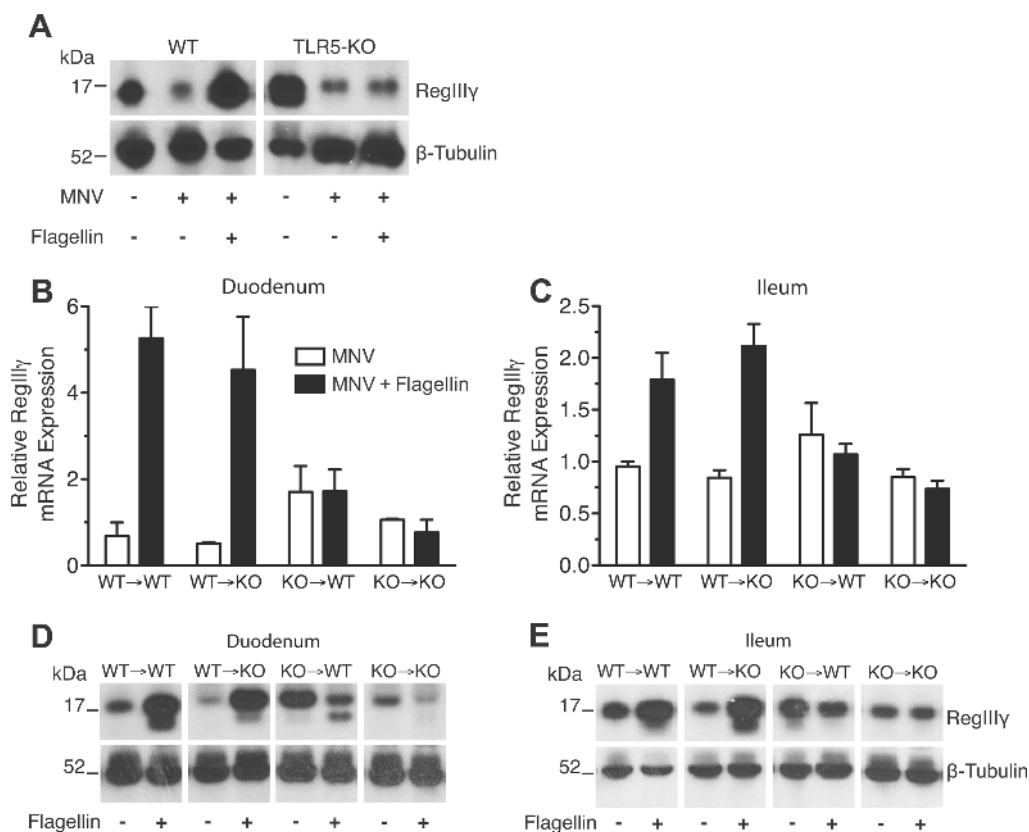 A
WT TLR5-KO
kDa
17 RegIIIγ
52 β-Tubulin
MNV - + + - + +
Flagellin - - + - - +
B Duodenum
Relative RegIIIγ
mRNA Expression
6
4
2
0
MNV
MNV + Flagellin
WT→WT WT→KO KO→WT KO→KO
C Ileum
Relative RegIIIγ
mRNA Expression
2.5
2.0
1.5
1.0
0.5
0.0
WT→WT WT→KO KO→WT KO→KO
D Duodenum
WT→WT WT→KO KO→WT KO→KO
kDa
17
52
Flagellin - + - + - + - +
E Ileum
WT→WT WT→KO KO→WT KO→KO
kDa
17 RegIIIγ
52 β-Tubulin
Flagellin - + - + - + - +